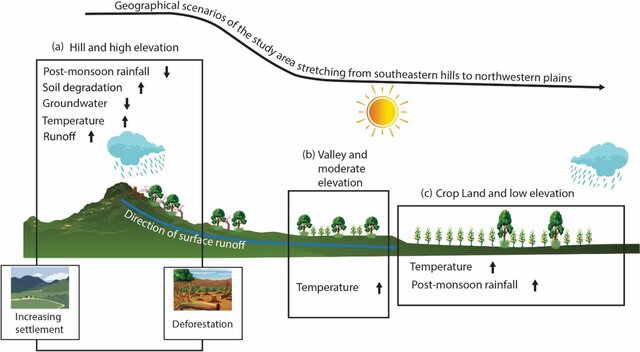 Geographical scenarios of the study area stretching from southeastern hills to northwestern plains
(a) Hill and high elevation
Post-monsoon rainfall
Soil degradation
Groundwater
Temperature
Runoff
(b) Valley and
moderate
elevation
(c) Crop Land and low elevation
Direction of surface runoff
Temperature
Temperature
Post-monsoon rainfall
Increasing
settlement
Deforestation